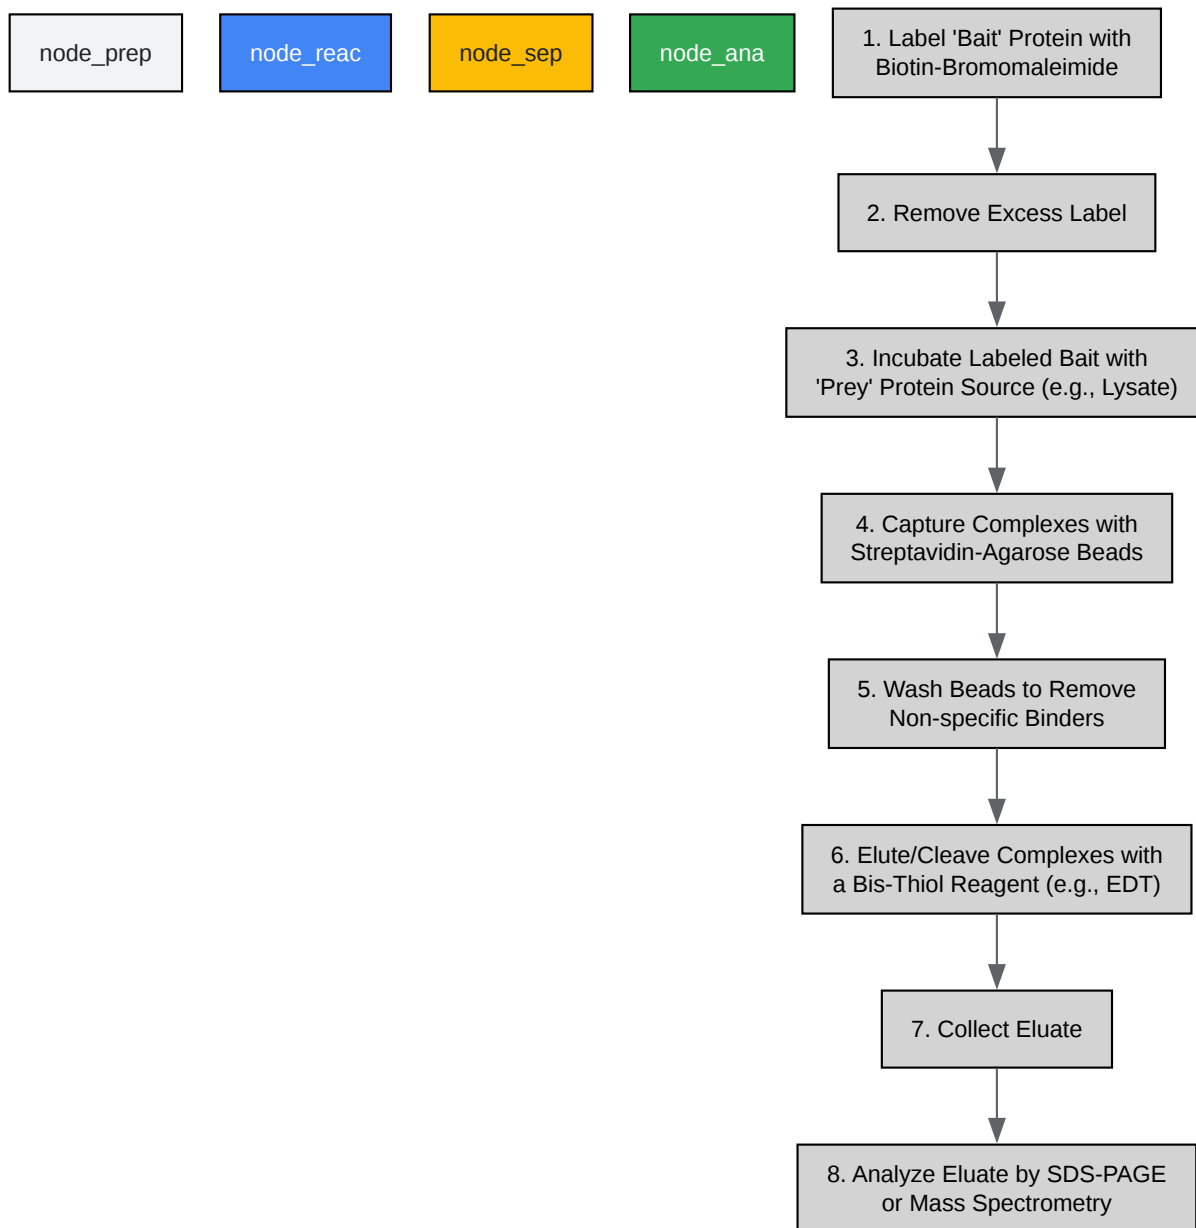 node_prep
node_reac
node_sep
node_ana
1. Label 'Bait' Protein with
Biotin-Bromomaleimide
2. Remove Excess Label
3. Incubate Labeled Bait with
'Prey' Protein Source (e.g., Lysate)
4. Capture Complexes with
Streptavidin-Agarose Beads
5. Wash Beads to Remove
Non-specific Binders
6. Elute/Cleave Complexes with
a Bis-Thiol Reagent (e.g., EDT)
7. Collect Eluate
8. Analyze Eluate by SDS-PAGE
or Mass Spectrometry